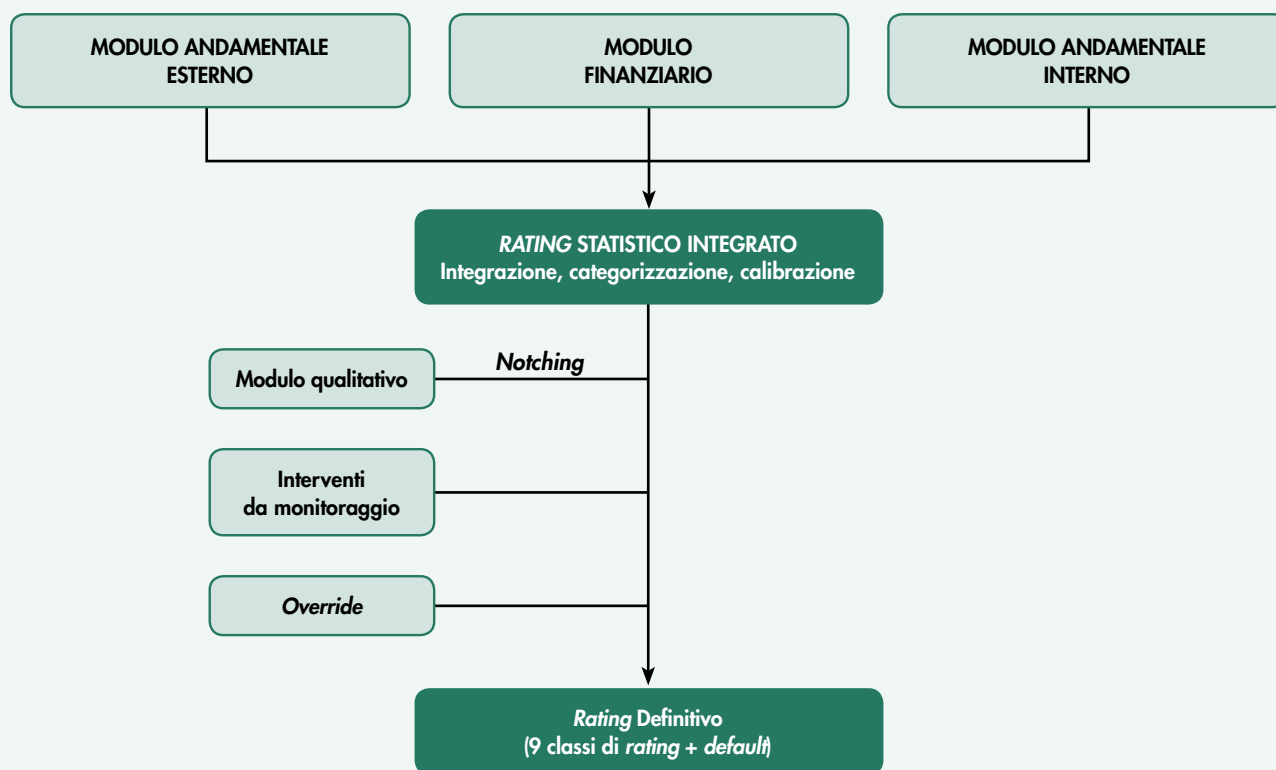 MODULO ANDAMENTALE
ESTERNO
MODULO
FINANZIARIO
MODULO ANDAMENTALE
INTERNO
RATING STATISTICO INTEGRATO
Integrazione, categorizzazione, calibrazione
Modulo qualitativo
Notching
Interventi
da monitoraggio
Override
Rating Definitivo
(9 classi di rating + default)